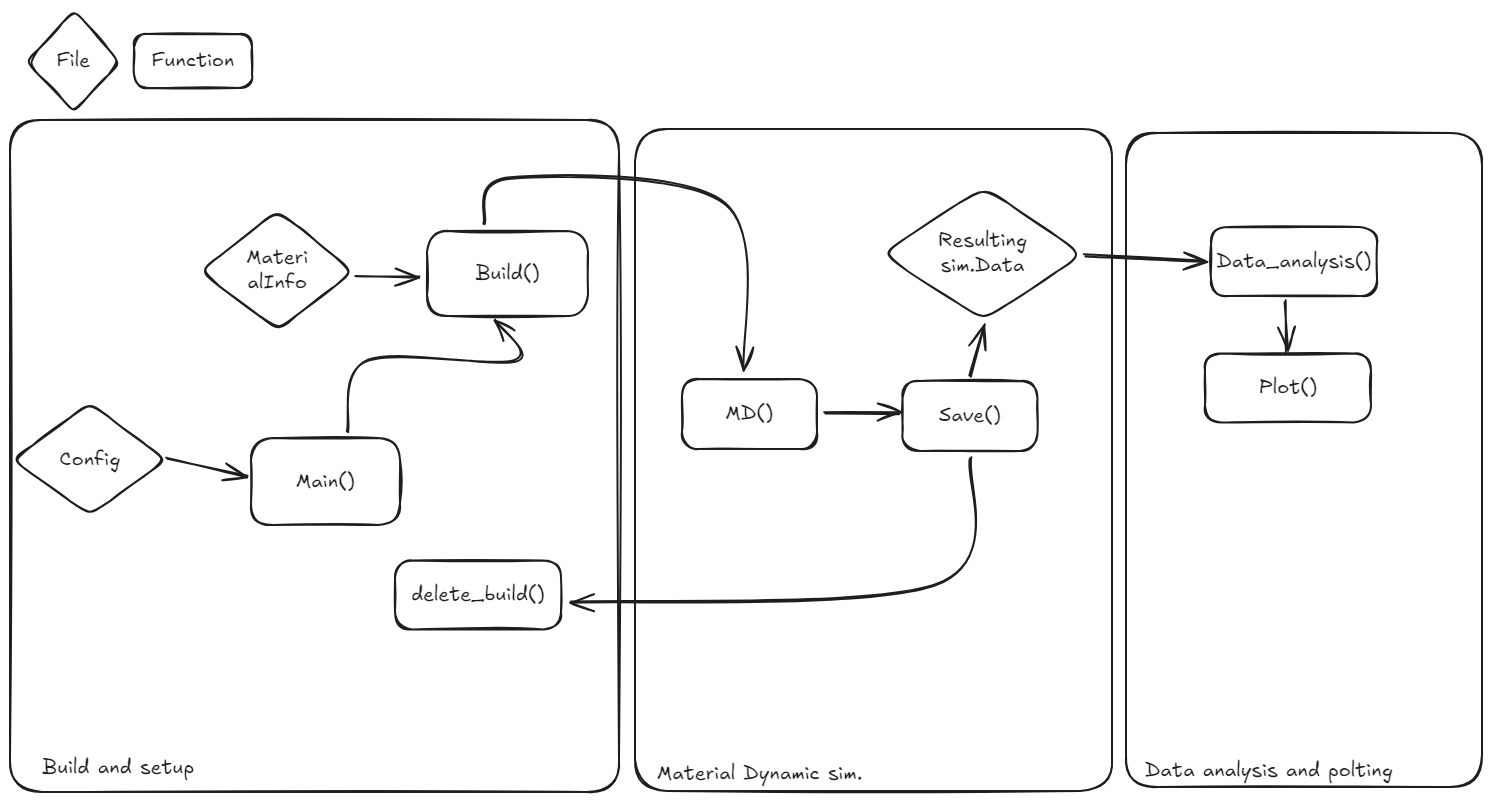 File
Function
Materi
alInfo
Build()
Config
Main()
delete_build()
Build and setup
MD()
Save()
Resulting
sim.Data
Material Dynamic sim.
Data_analysis()
Plot()
Data analysis and polting